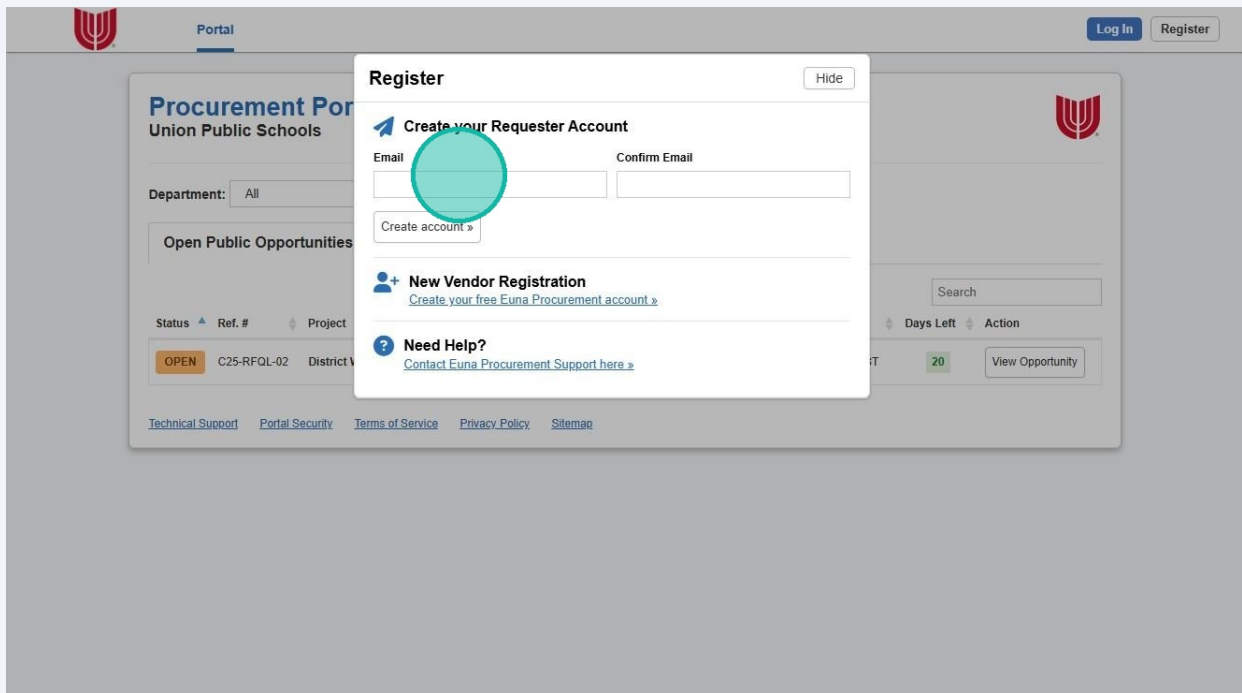 Portal
Log In
Register
Register
Hide
Procurement Por
Union Public Schools
Create your Requester Account
Email
Confirm Email
Department: All
Create account »
Open Public Opportunities
New Vendor Registration
Create your free Euna Procurement account »
Search
Status Ref. # Project Days Left Action
Need Help?
OPEN C25-RFQL-02 District 20 View Opportunity
Contact Euna Procurement Support here »
Technical Support Portal Security Terms of Service Privacy Policy Sitemap